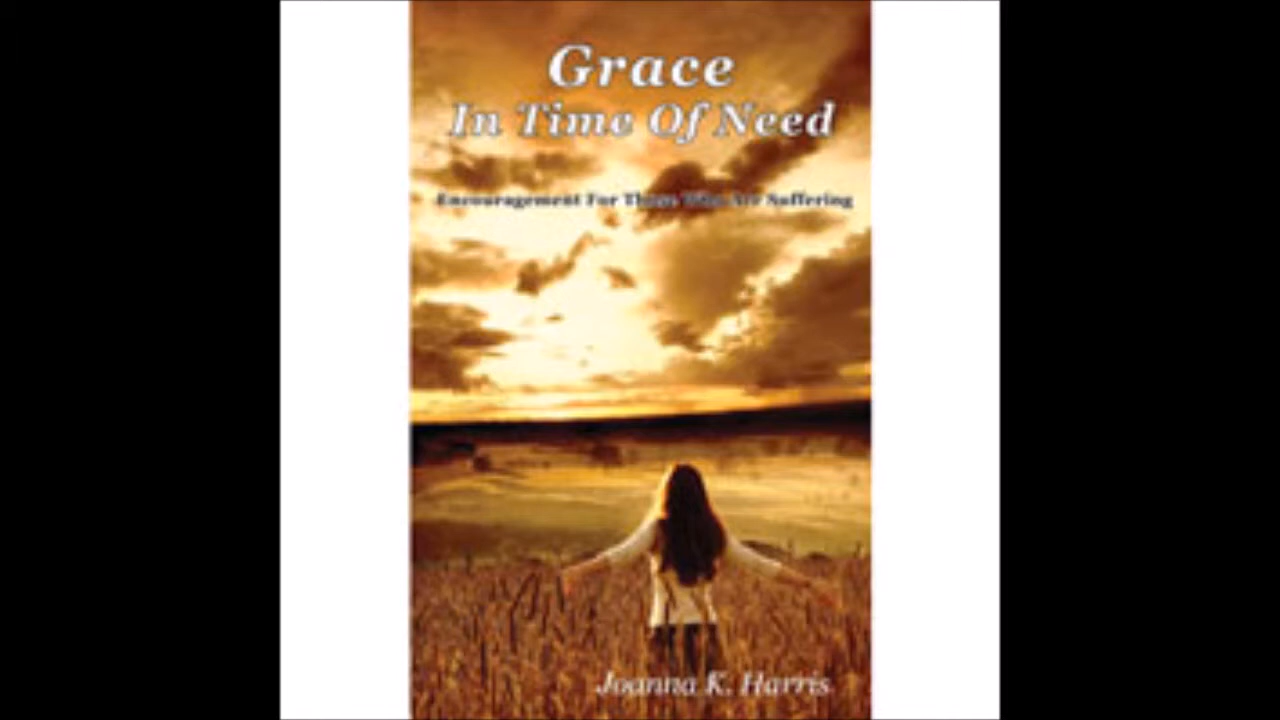 Grace
In Time Of Need
Encouragement For Those Who Are Suffering
Joanna K. Harris